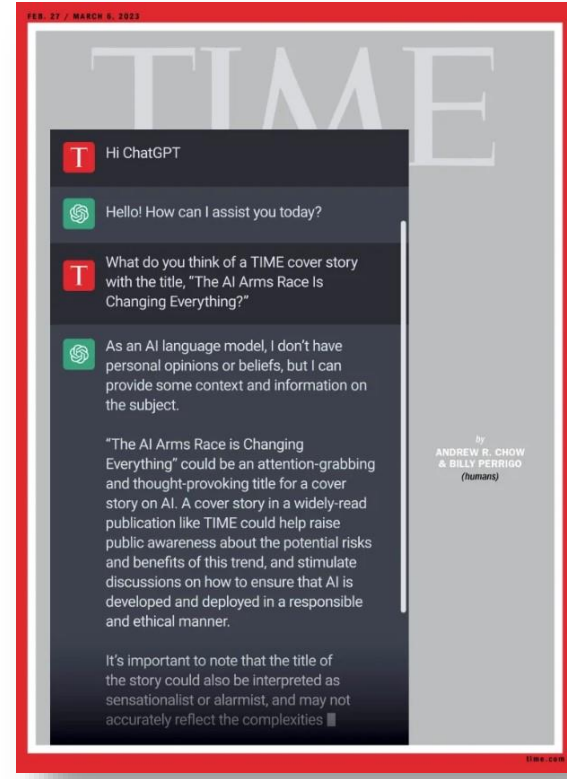 FEB. 27 / MARCH 6, 2023
TIME
T Hi ChatGPT
Hello! How can I assist you today?
T What do you think of a TIME cover story
with the title, “The AI Arms Race Is
Changing Everything?”
As an AI language model, I don’t have
personal opinions or beliefs, but I can
provide some context and information on
the subject.
“The AI Arms Race is Changing
Everything” could be an attention-grabbing
and thought-provoking title for a cover
story on AI. A cover story in a widely-read
publication like TIME could help raise
public awareness about the potential risks
and benefits of this trend, and stimulate
discussions on how to ensure that AI is
developed and deployed in a responsible
and ethical manner.
It’s important to note that the title of
the story could also be interpreted as
sensationalist or alarmist, and may not
accurately reflect the complexities
by
ANDREW R. CHOW
& BILLY PERRIGO
(humans)
time.com